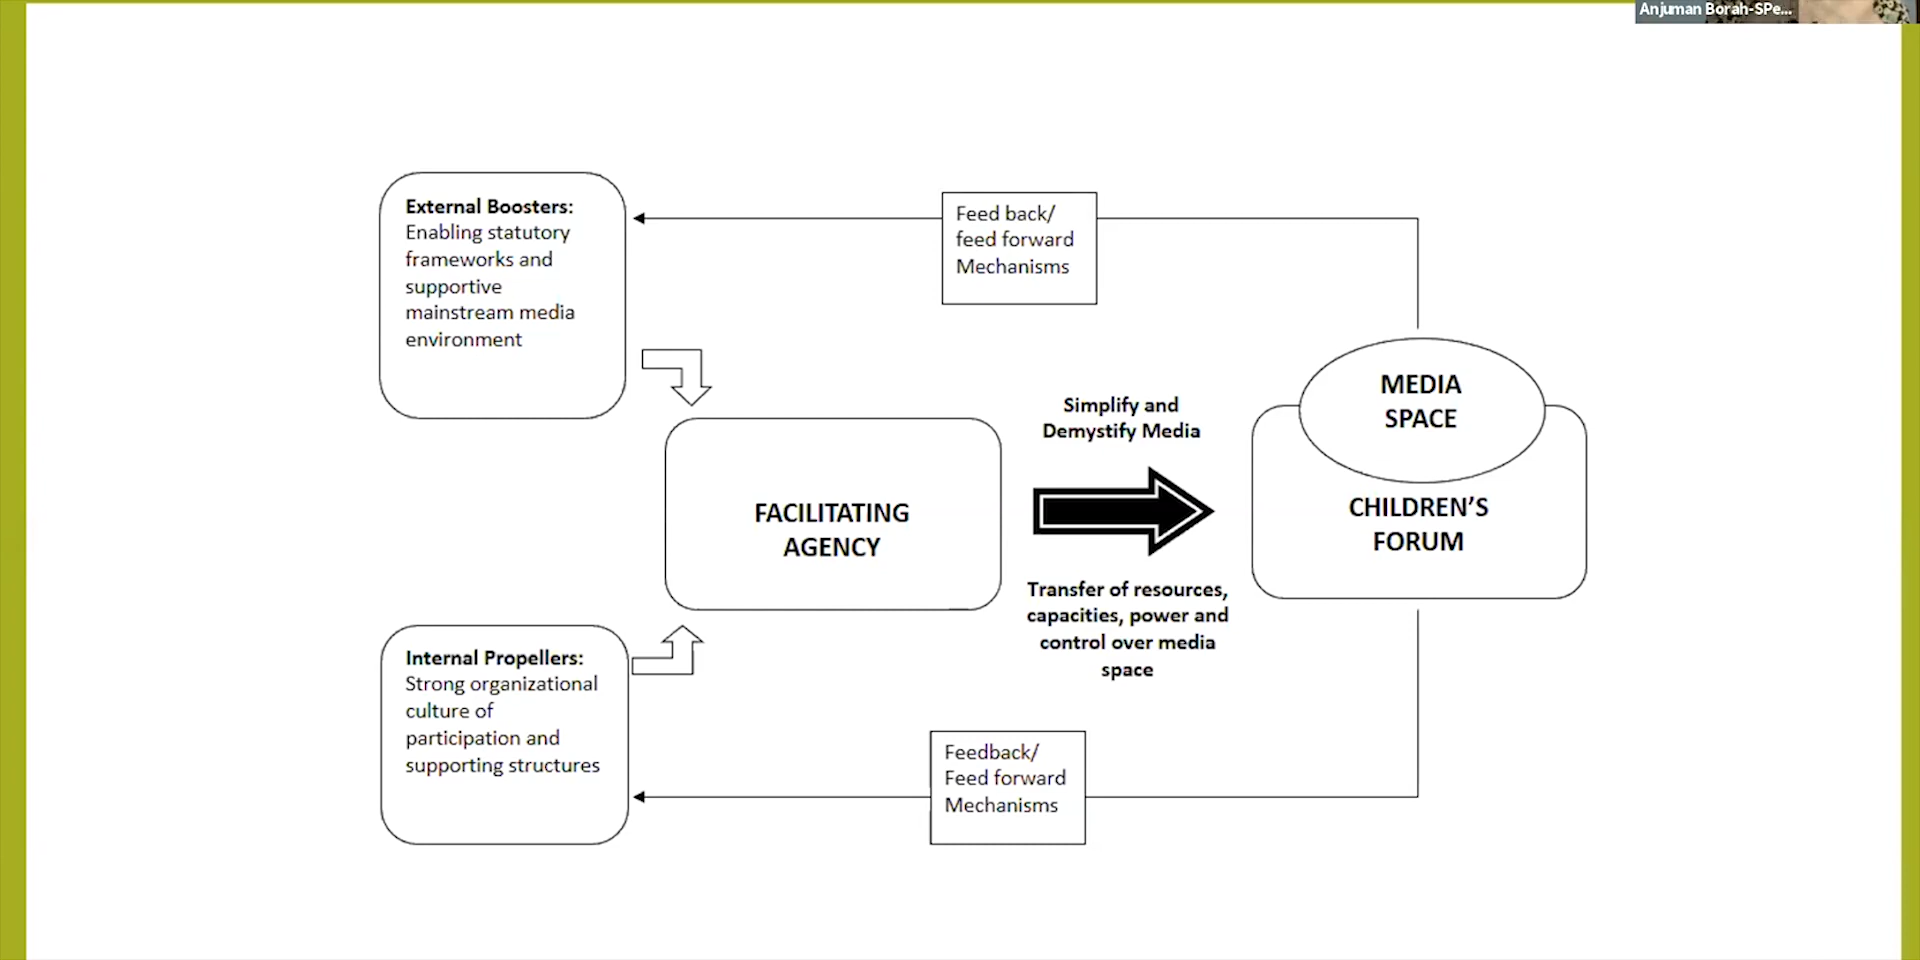 Anjuman Borah-SPe...
External Boosters:
Enabling statutory
frameworks and
supportive
mainstream media
environment
Feed back/
feed forward
Mechanisms
MEDIA
SPACE
CHILDREN'S
FORUM
Simplify and
Demystify Media
FACILITATING
AGENCY
Transfer of resources,
capacities, power and
control over media
space
Internal Propellers:
Strong organizational
culture of
participation and
supporting structures
Feedback/
Feed forward
Mechanisms